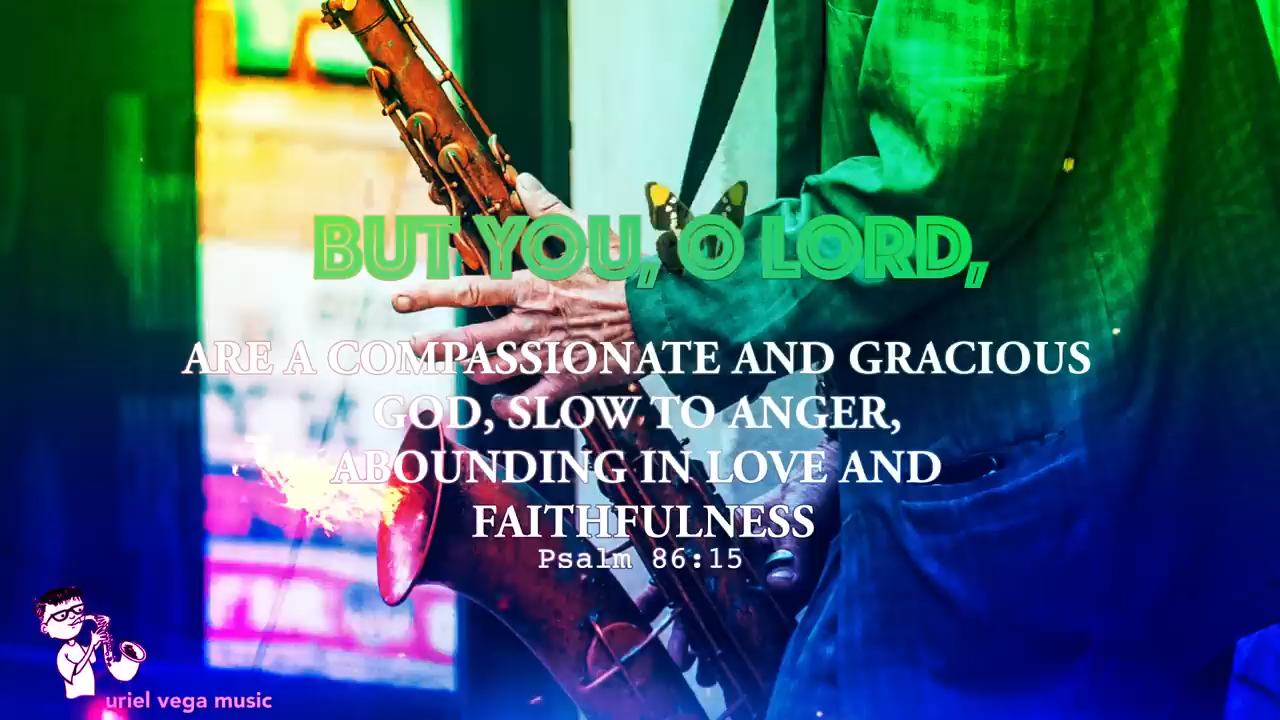 BUT YOU, O LORD,
ARE A COMPASSIONATE AND GRACIOUS
GOD, SLOW TO ANGER,
ABOUNDING IN LOVE AND
FAITHFULNESS
Psalm 86:15
uriel vega music